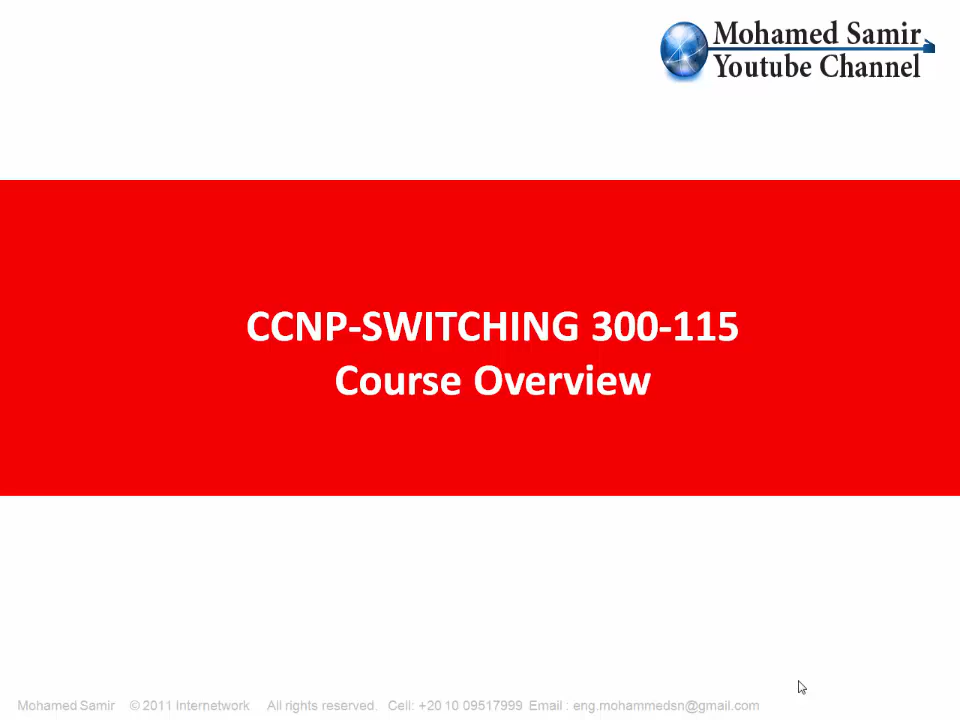 Mohamed Samir
Youtube Channel
CCNP-SWITCHING 300-115
Course Overview
Mohamed Samir © 2011 Internetwork All rights reserved. Cell: +20 10 09517999 Email : eng.mohammedsn@gmail.com